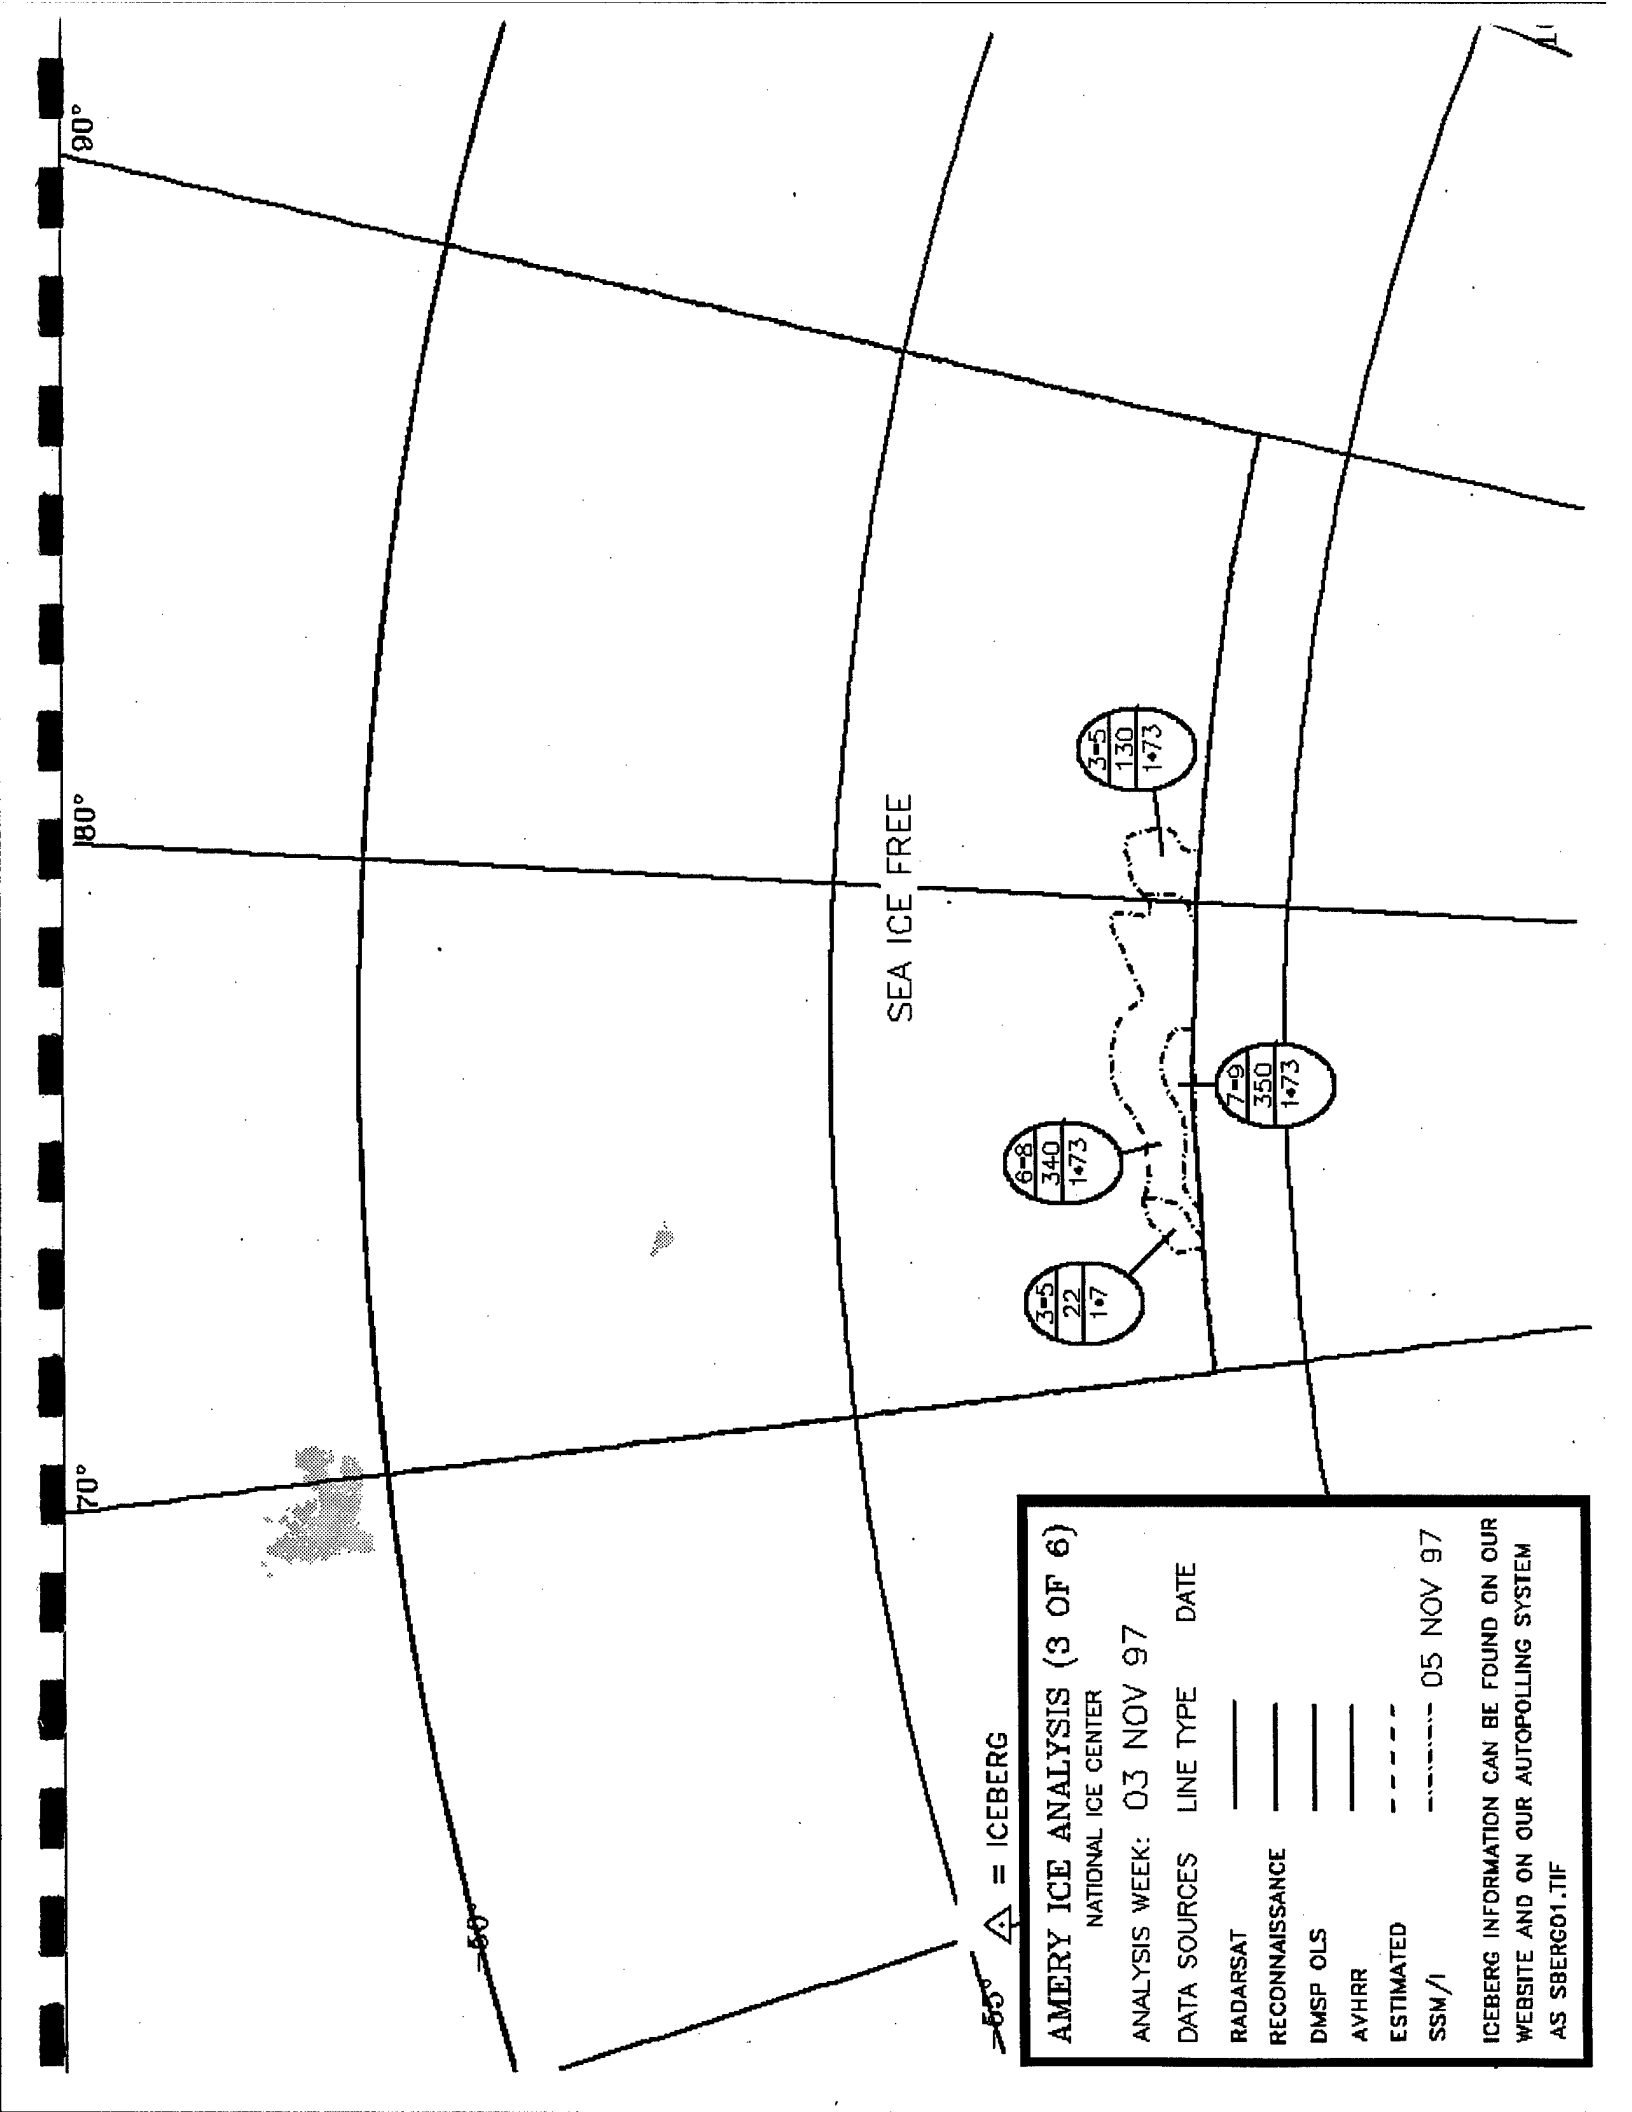 70°
80°
90°
-50°
-55°
SEA ICE FREE
3-5
22
1•7
6-8
340
1•73
7-9
350
1•73
3-5
130
1•73
= ICEBERG
AMERY ICE ANALYSIS (3 OF 6)
NATIONAL ICE CENTER
ANALYSIS WEEK: 03 NOV 97
DATA SOURCES LINE TYPE DATE
RADARSAT
RECONNAISSANCE
DMSP OLS
AVHRR
ESTIMATED
SSM/I 05 NOV 97
ICEBERG INFORMATION CAN BE FOUND ON OUR
WEBSITE AND ON OUR AUTOPOLLING SYSTEM
AS SBERG01.TIF